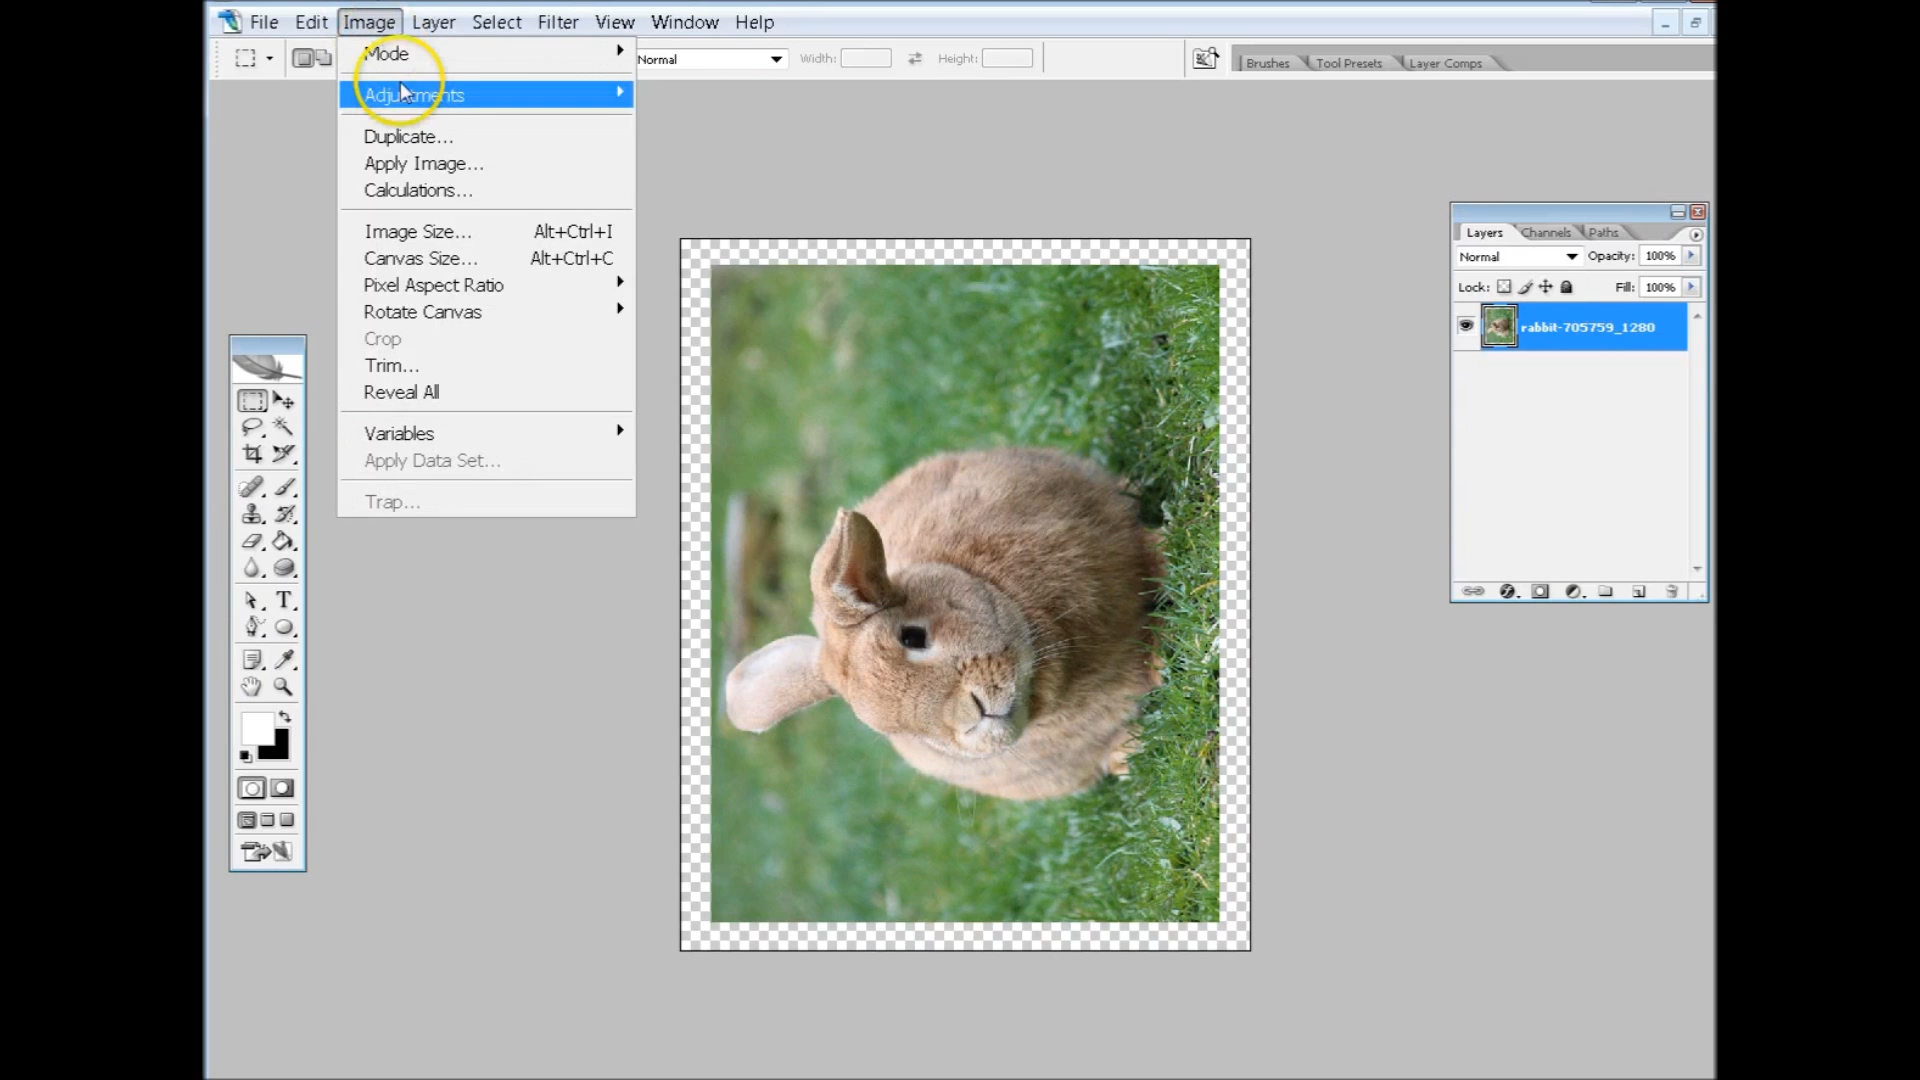 File Edit Image Layer Select Filter View Window Help
Normal Width: Height: Brushes Tool Presets Layer Comps
Mode
Adjustments
Duplicate...
Apply Image...
Calculations...
Image Size... Alt+Ctrl+I
Canvas Size... Alt+Ctrl+C
Pixel Aspect Ratio
Rotate Canvas
Crop
Trim...
Reveal All
Variables
Apply Data Set...
Trap...
Layers Channels Paths
Normal Opacity: 100%
Lock: Fill: 100%
rabbit-705759_1280